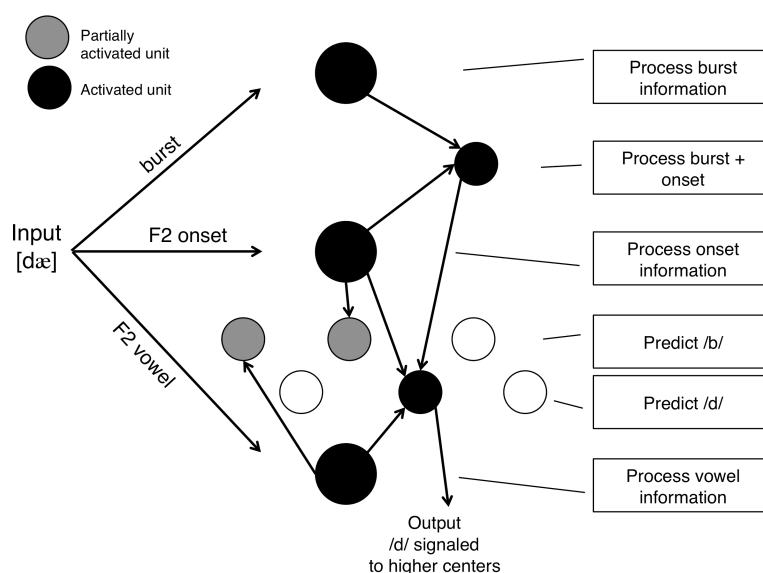 Partially
activated unit
Activated unit
burst
F2 onset
F2 vowel
Input
[dæ]
Process burst
information
Process burst +
onset
Process onset
information
Predict /b/
Predict /d/
Process vowel
information
Output
/d/ signaled
to higher centers